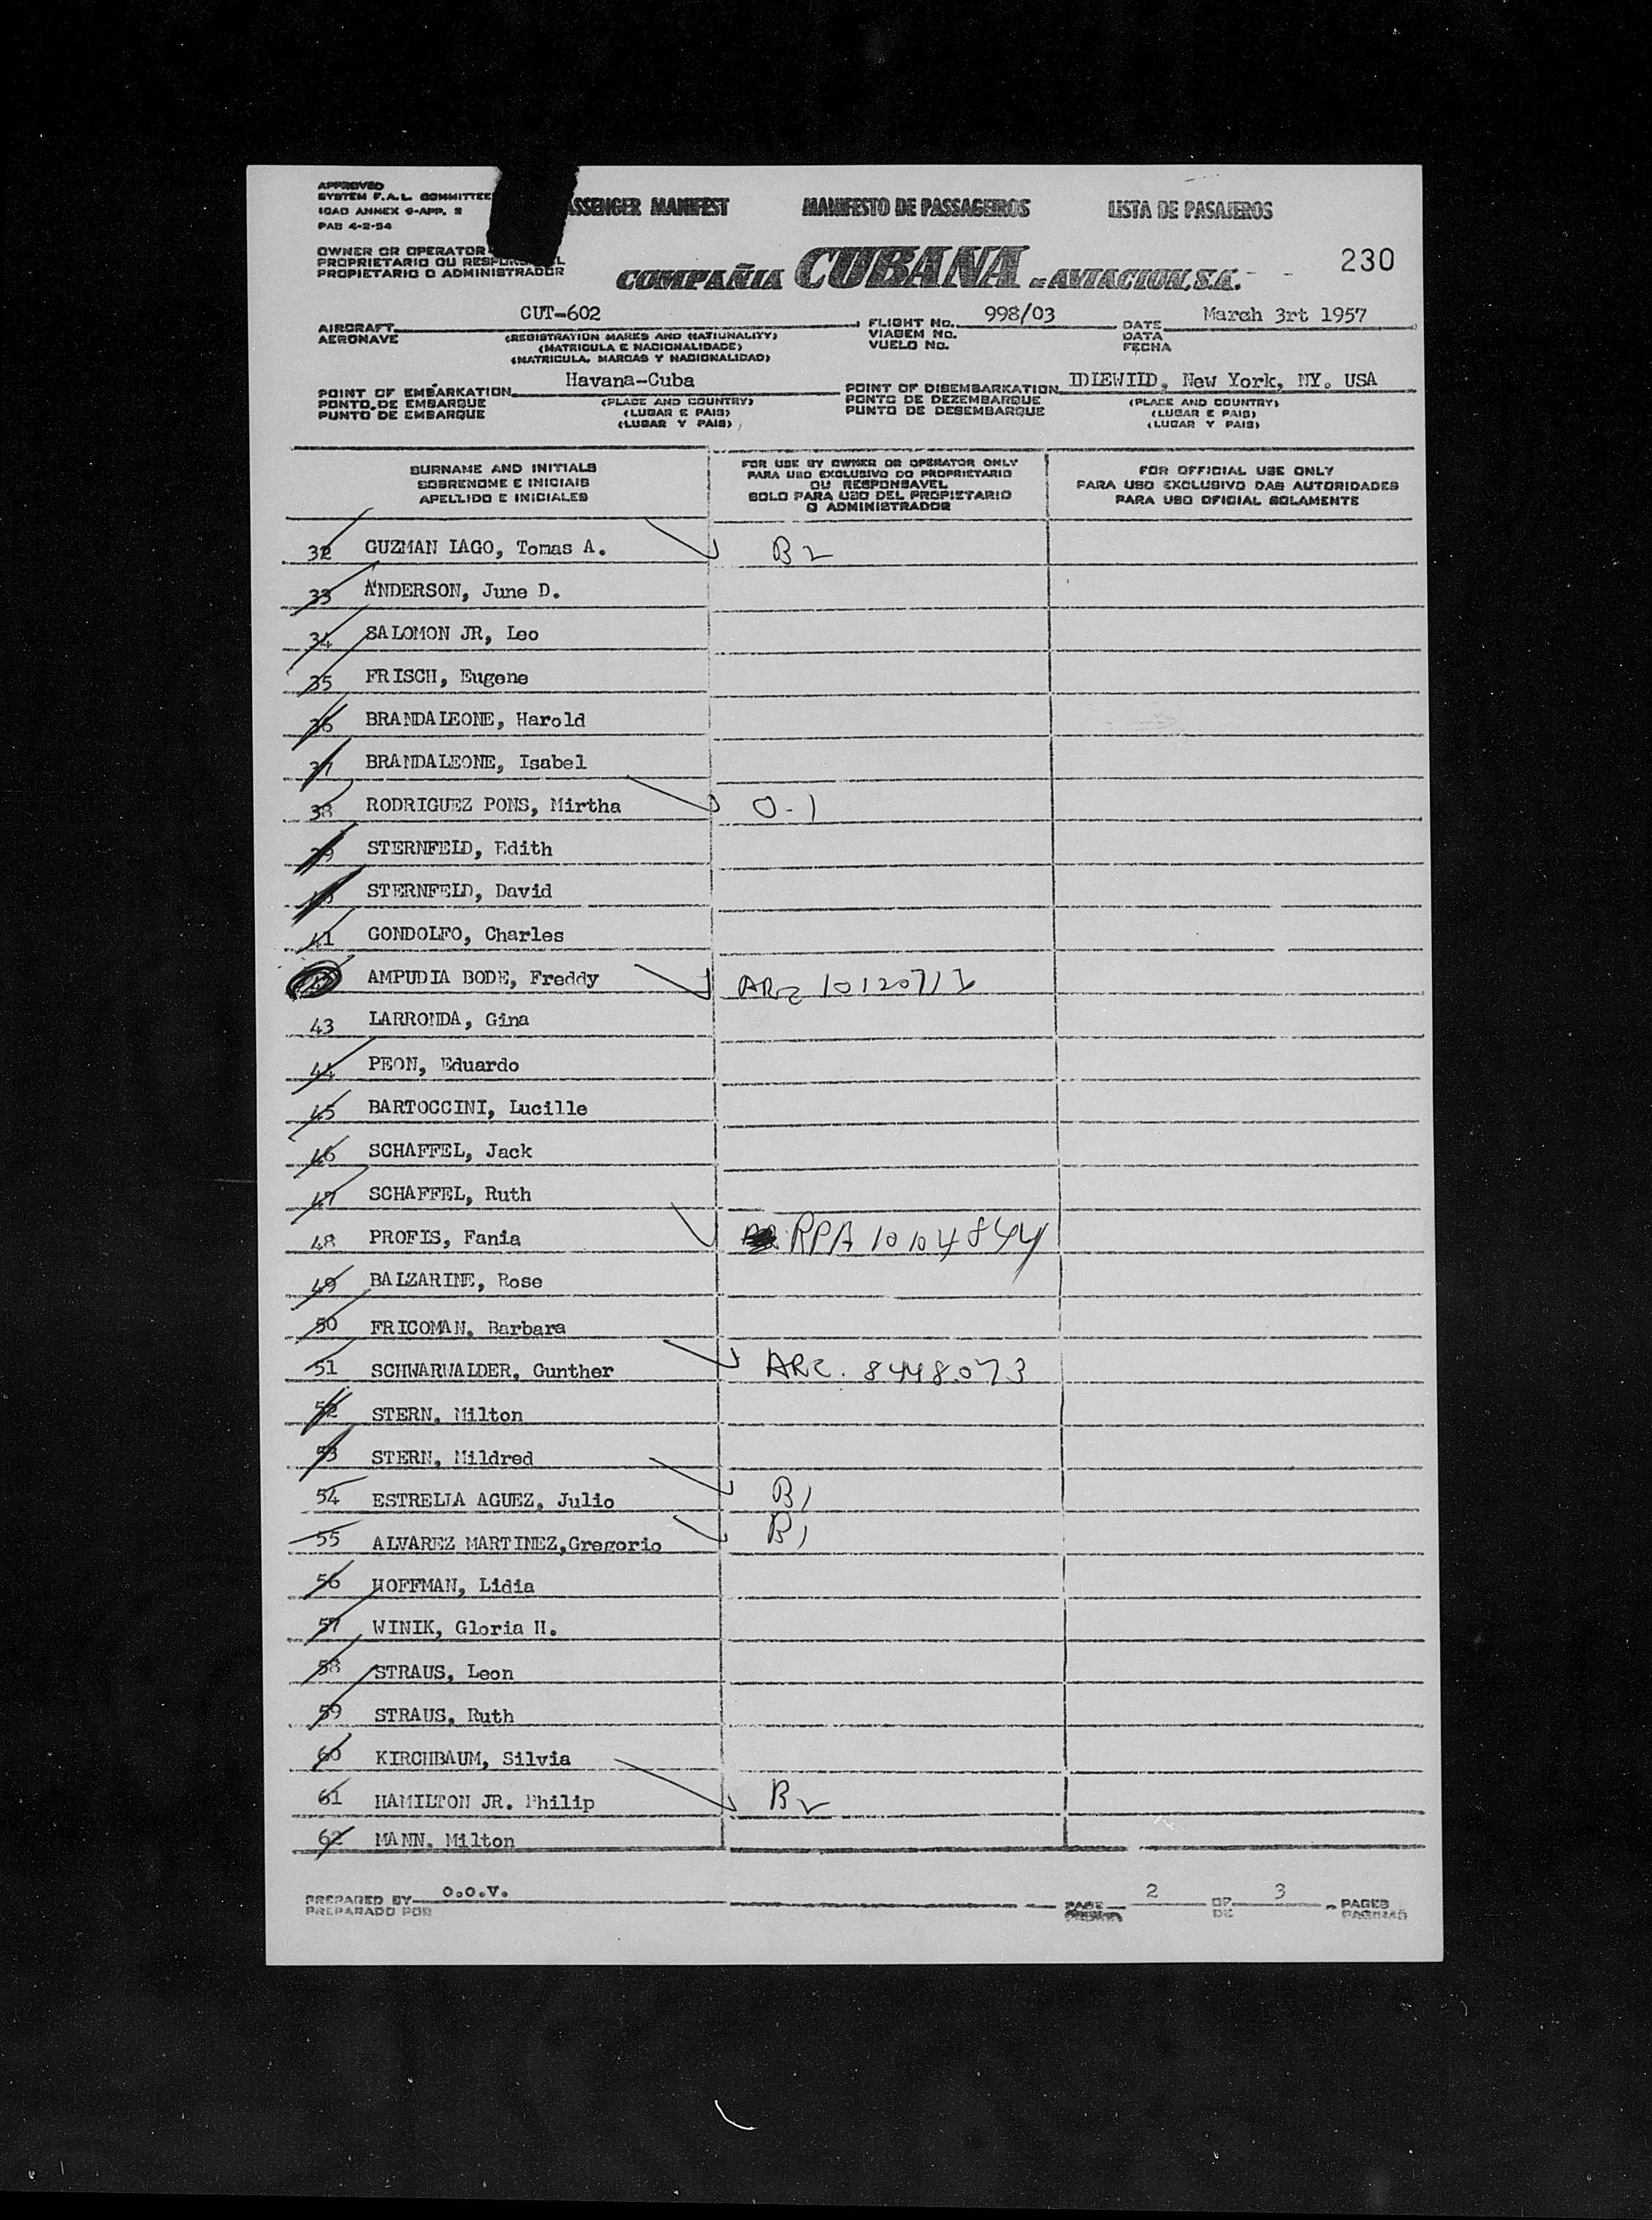 APPROVED
SYSTEM F.A.L. COMMITTEE
ICAO ANNEX 9-APP. 2
PAB 4-2-54
ASSENGER MANIFEST MANIFESTO DE PASSAGEIROS LISTA DE PASAJEROS
OWNER OR OPERATOR
PROPRIETARIO OU
PROPIETARIO O ADMINISTRADOR
COMPAÑIA CUBANA DE AVIACION, S.A.
230
AIRCRAFT CUT-602 FLIGHT No. 998/03 DATE March 3rt 1957
AERONAVE (REGISTRATION MARKS AND NATIONALITY) VIAGEM No. DATA
(MATRICULA E NACIONALIDADE) VUELO No. FECHA
(MATRICULA, MARCAS Y NACIONALIDAD)
POINT OF EMBARKATION Havana-Cuba POINT OF DISEMBARKATION IDIEWIID, New York, NY. USA
PONTO DE EMBARQUE (PLACE AND COUNTRY) PONTO DE DEZEMBARQUE (PLACE AND COUNTRY)
PUNTO DE EMBARQUE (LUGAR E PAIS) PUNTO DE DESEMBARQUE (LUGAR E PAIS)
(LUGAR Y PAIS) (LUGAR Y PAIS)
SURNAME AND INITIALS
SOBRENOME E INICIAIS
APELLIDO E INICIALES
FOR USE BY OWNER OR OPERATOR ONLY
PARA USO EXCLUSIVO DO PROPRIETARIO
OU RESPONSAVEL
SOLO PARA USO DEL PROPIETARIO
O ADMINISTRADOR
FOR OFFICIAL USE ONLY
PARA USO EXCLUSIVO DAS AUTORIDADES
PARA USO OFICIAL SOLAMENTE
32 GUZMAN IAGO, Tomas A. B2
33 ANDERSON, June D.
34 SALOMON JR, Leo
35 FRISCH, Eugene
36 BRANDALEONE, Harold
37 BRANDALEONE, Isabel
38 RODRIGUEZ PONS, Mirtha O-1
39 STERNFELD, Edith
STERNFELD, David
41 GONDOLFO, Charles
AMPUDIA BODE, Freddy ARC
43 LARRONDA, Gina
44 PEON, Eduardo
45 BARTOCCINI, Lucille
46 SCHAFFEL, Jack
47 SCHAFFEL, Ruth
48 PROFIS, Fania RPA 10104844
49 BALZARINE, Rose
50 FRICOMAN, Barbara
51 SCHWARWALDER, Gunther ARC. 8448073
52 STERN, Milton
53 STERN, Mildred
54 ESTRELIA AGUEZ, Julio B1
55 ALVAREZ MARTINEZ,Gregorio B1
56 HOFFMAN, Lidia
57 WINIK, Gloria H.
58 STRAUS, Leon
59 STRAUS, Ruth
60 KIRCHBAUM, Silvia
61 HAMILTON JR. Philip B2
62 MANN, Milton
PREPARED BY O.O.V. PAGE 2 OF 3 PAGES
PREPARADO POR DE PAGINAS